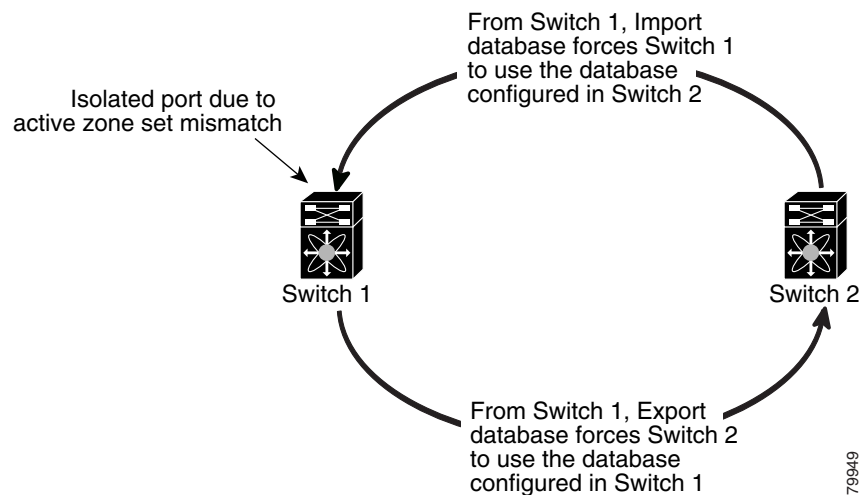 From Switch 1, Import
database forces Switch 1
to use the database
configured in Switch 2
Isolated port due to
active zone set mismatch
Switch 1
Switch 2
From Switch 1, Export
database forces Switch 2
to use the database
configured in Switch 1
79949